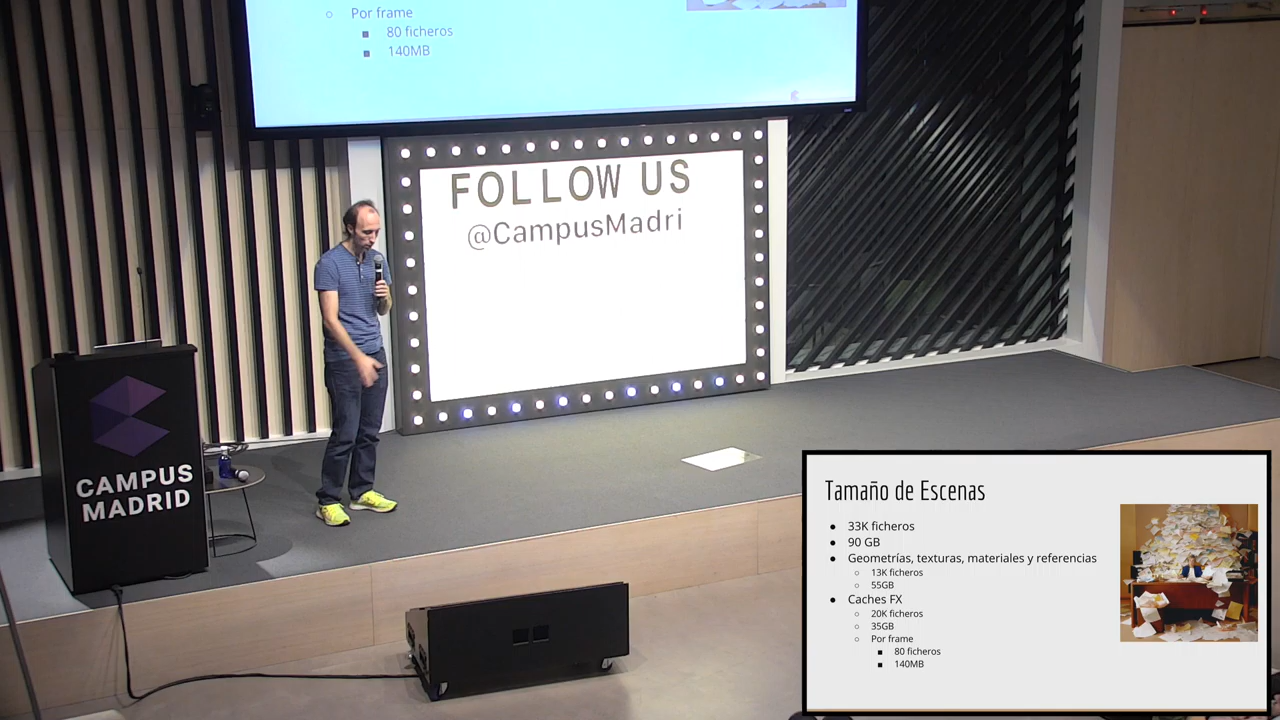 Por frame
80 ficheros
140MB
FOLLOW US
@CampusMadri
CAMPUS
MADRID
Tamaño de Escenas
33K ficheros
90 GB
Geometrías, texturas, materiales y referencias
13K ficheros
55GB
Caches FX
20K ficheros
35GB
Por frame
80 ficheros
140MB